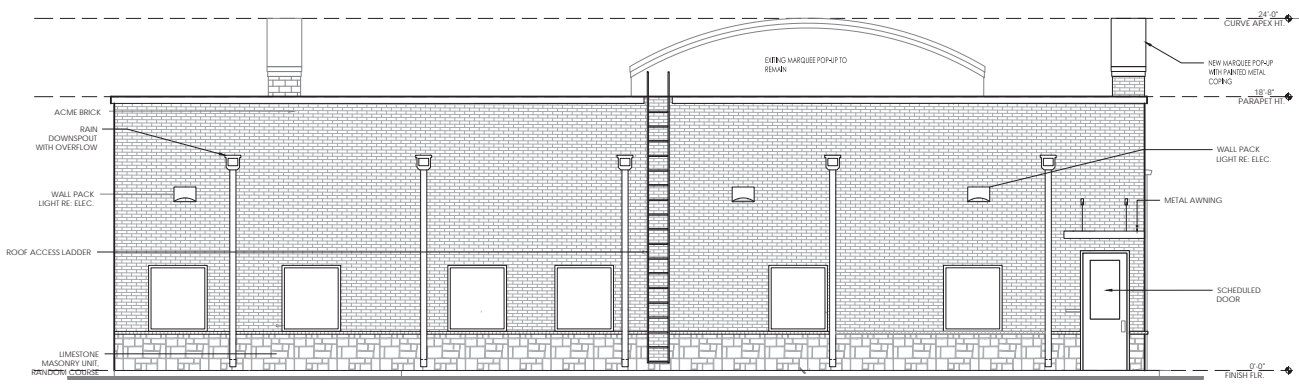 24'-0"
CURVE APEX HT.
EXITING MARQUEE POP-UP TO
REMAIN
NEW MARQUEE POP-UP
WITH PAINTED METAL
COPING
18'-8"
PARAPET HT.
ACME BRICK
RAIN
DOWNSPOUT
WITH OVERFLOW
WALL PACK
LIGHT RE: ELEC.
WALL PACK
LIGHT RE: ELEC.
METAL AWNING
ROOF ACCESS LADDER
SCHEDULED
DOOR
LIMESTONE
MASONRY UNIT,
RANDOM COURSE
0'-0"
FINISH FLR.